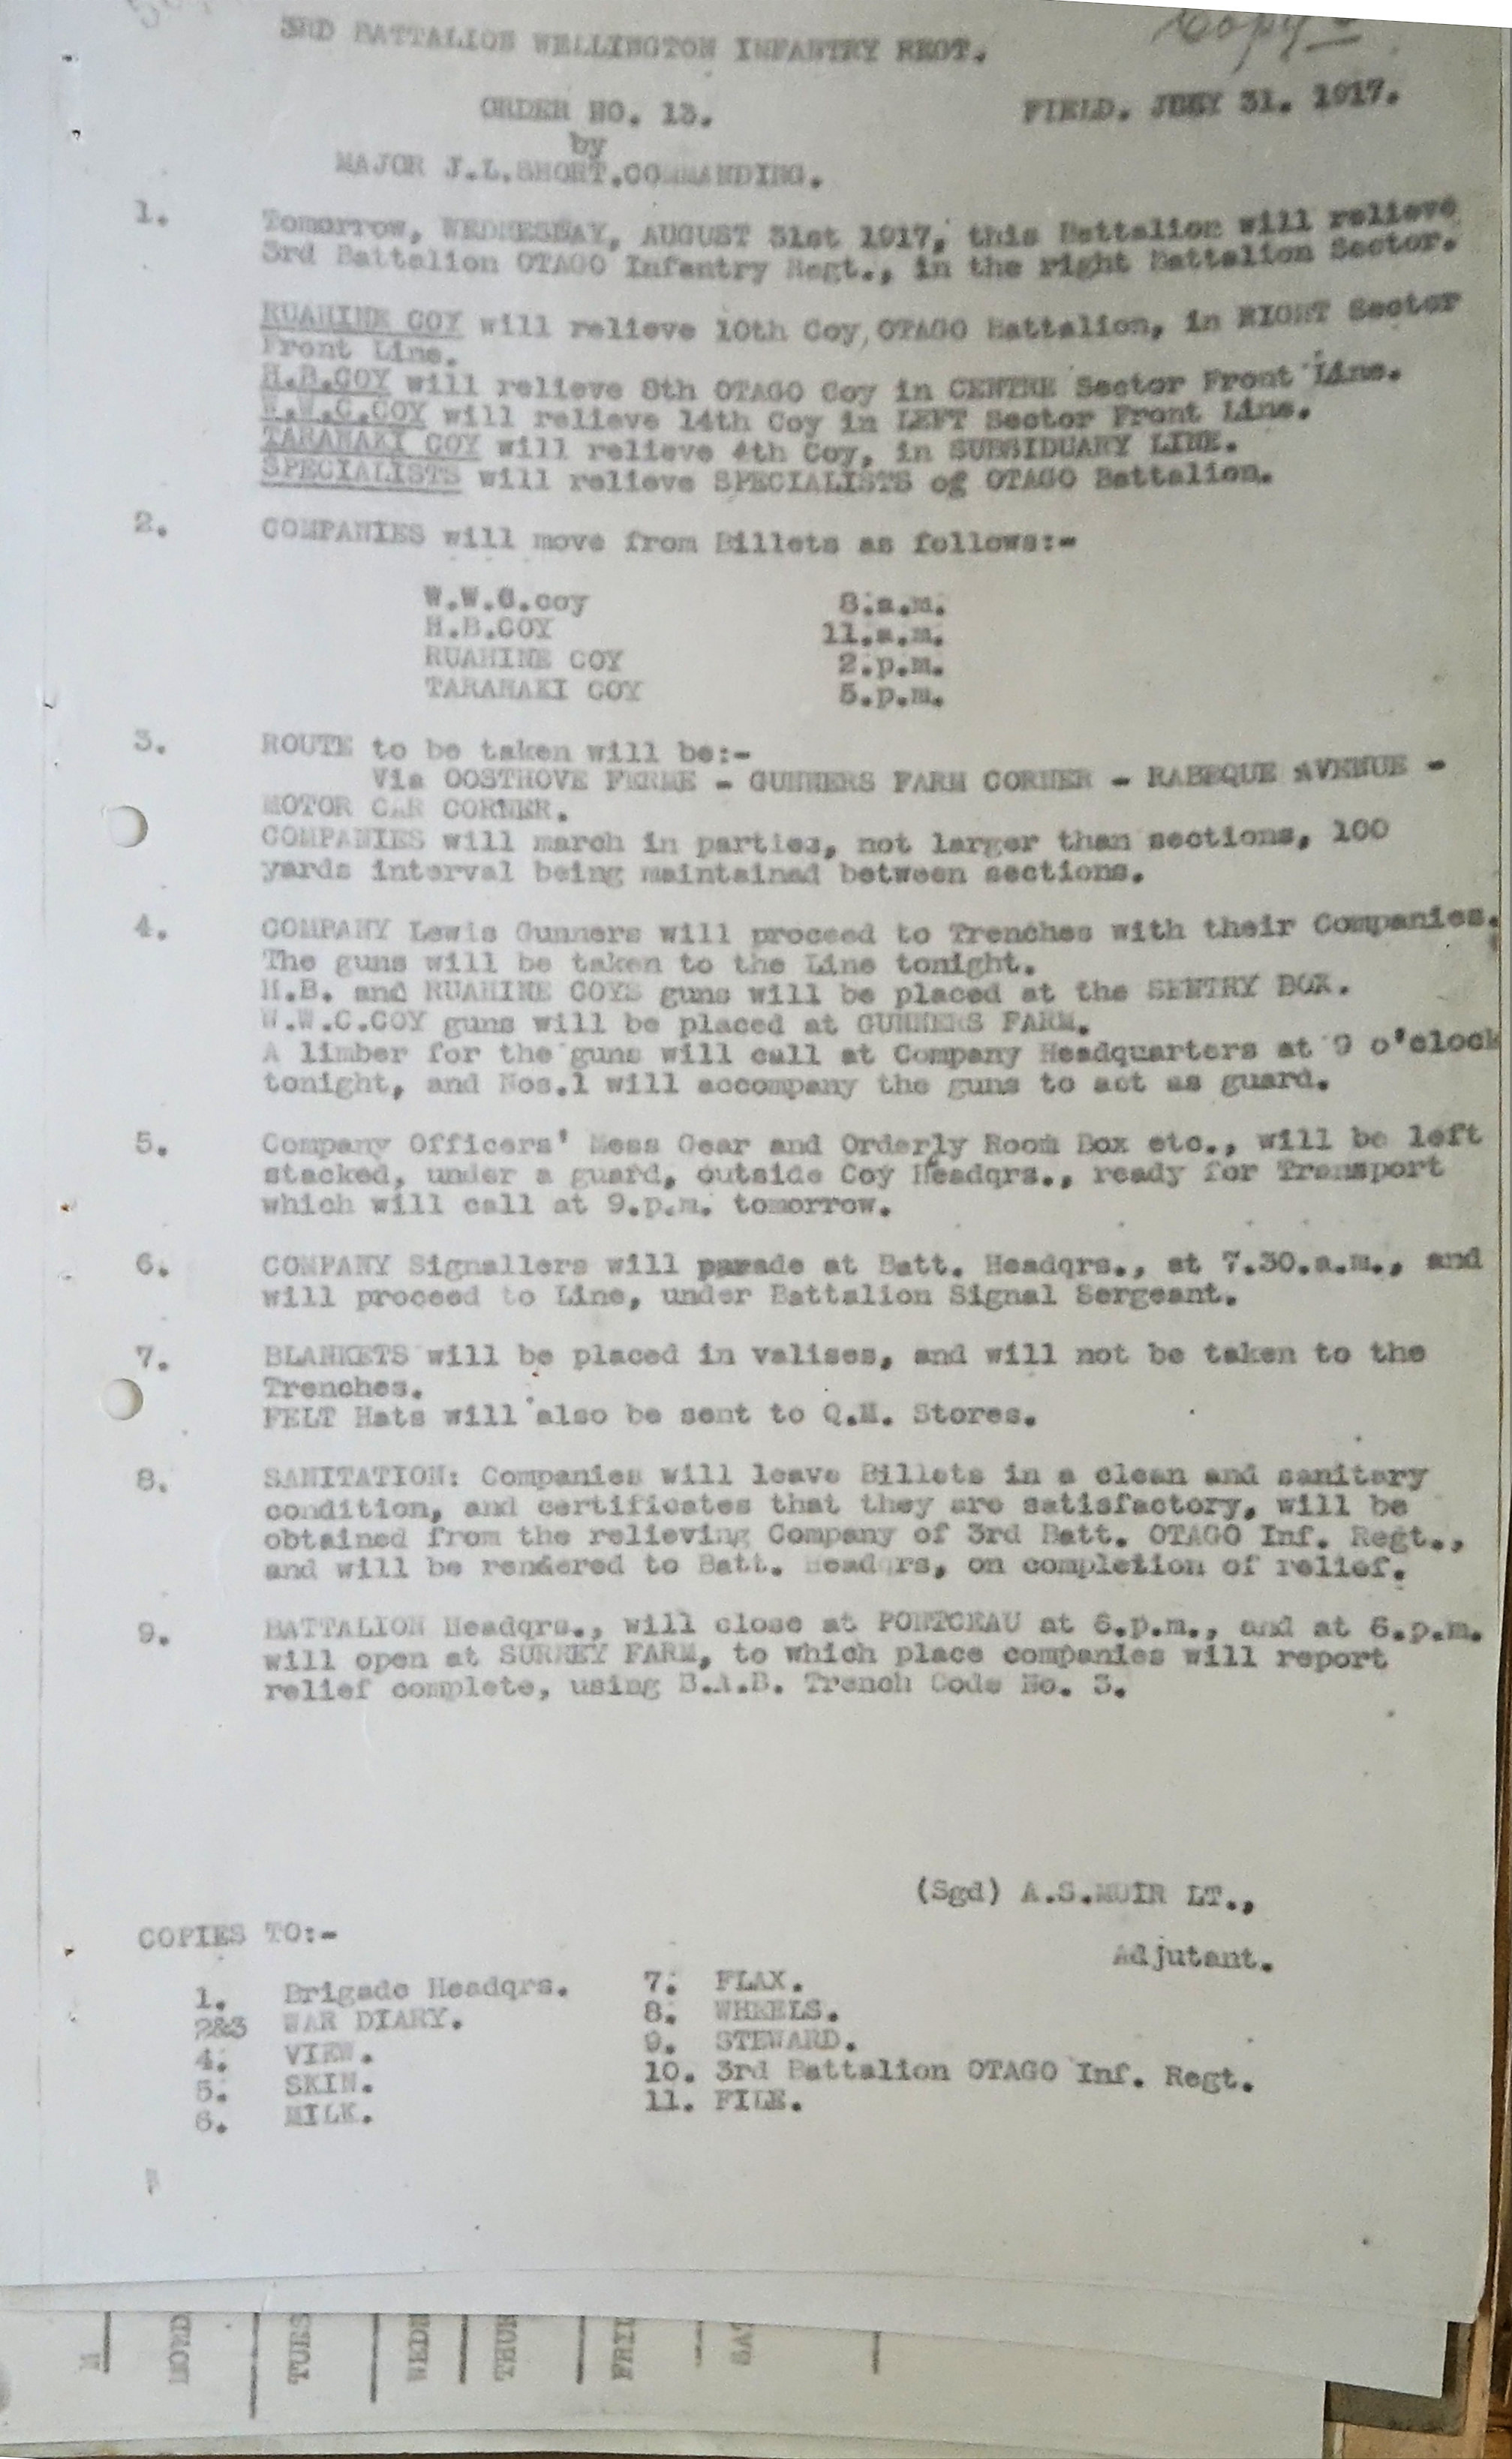 Copy
3RD BATTALION WELLINGTON INFANTRY REGT.
ORDER NO. 13. FIELD. JULY 31. 1917.
by
MAJOR J.L.SHORT.COMMANDING.
1. Tomorrow, WEDNESDAY, AUGUST 31st 1917, this Battalion will relieve
3rd Battalion OTAGO Infantry Regt., in the right Battalion Sector.
RUAHINE COY will relieve 10th Coy, OTAGO Battalion, in RIGHT Sector
Front Line.
H.B.COY will relieve 8th OTAGO Coy in CENTRE Sector Front Line.
W.W.C.COY will relieve 14th Coy in LEFT Sector Front Line.
TARANAKI COY will relieve 4th Coy, in SUBSIDUARY LINE.
SPECIALISTS will relieve SPECIALISTS of OTAGO Battalion.
2. COMPANIES will move from Billets as follows:-
W.W.C.coy 8.a.m.
H.B.COY 11.a.m.
RUAHINE COY 2.p.m.
TARANAKI COY 5.p.m.
3. ROUTE to be taken will be:-
Via OOSTHOVE FERME - GUNNERS FARM CORNER - RABEQUE AVENUE -
MOTOR CAR CORNER.
COMPANIES will march in parties, not larger than sections, 100
yards interval being maintained between sections.
4. COMPANY Lewis Gunners will proceed to Trenches with their Companies.
The guns will be taken to the Line tonight.
H.B. and RUAHINE COYS guns will be placed at the SENTRY BOX.
W.W.C.COY guns will be placed at GUNNERS FARM.
A limber for the guns will call at Company Headquarters at 9 o'clock
tonight, and Nos.1 will accompany the guns to act as guard.
5. Company Officers' Mess Gear and Orderly Room Box etc., will be left
stacked, under a guard, outside Coy Headqrs., ready for Transport
which will call at 9.p.m. tomorrow.
6. COMPANY Signallers will parade at Batt. Headqrs., at 7.30.a.m., and
will proceed to Line, under Battalion Signal Sergeant.
7. BLANKETS will be placed in valises, and will not be taken to the
Trenches.
FELT Hats will also be sent to Q.M. Stores.
8. SANITATION: Companies will leave Billets in a clean and sanitary
condition, and certificates that they are satisfactory, will be
obtained from the relieving Company of 3rd Batt. OTAGO Inf. Regt.,
and will be rendered to Batt. Headqrs, on completion of relief.
9. BATTALION Headqrs., will close at PONTCEAU at 6.p.m., and at 6.p.m.
will open at SURREY FARM, to which place companies will report
relief complete, using B.A.B. Trench Code No. 3.
(Sgd) A.S.MUIR LT.,
Adjutant.
COPIES TO:-
1. Brigade Headqrs.
2&3 WAR DIARY.
4. VIEW.
5. SKIN.
6. MILK.
7. FLAX.
8. WHEELS.
9. STEWARD.
10. 3rd Battalion OTAGO Inf. Regt.
11. FILE.
MOND
TUES
WEDN
THUR
FRID
SAT